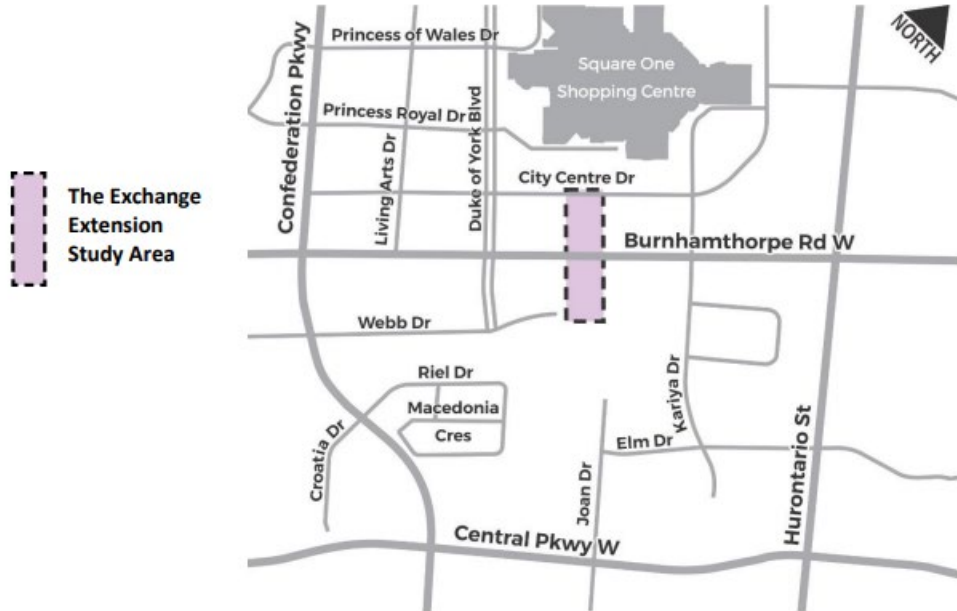 Princess of Wales Dr
Confederation Pkwy
Square One
Shopping Centre
NORTH
Princess Royal Dr
Duke of York Blvd
Living Arts Dr
City Centre Dr
The Exchange
Extension
Study Area
Burnhamthorpe Rd W
Webb Dr
Riel Dr
Macedonia
Cres
Croatia Dr
Kariya Dr
Elm Dr
Joan Dr
Hurontario St
Central Pkwy W